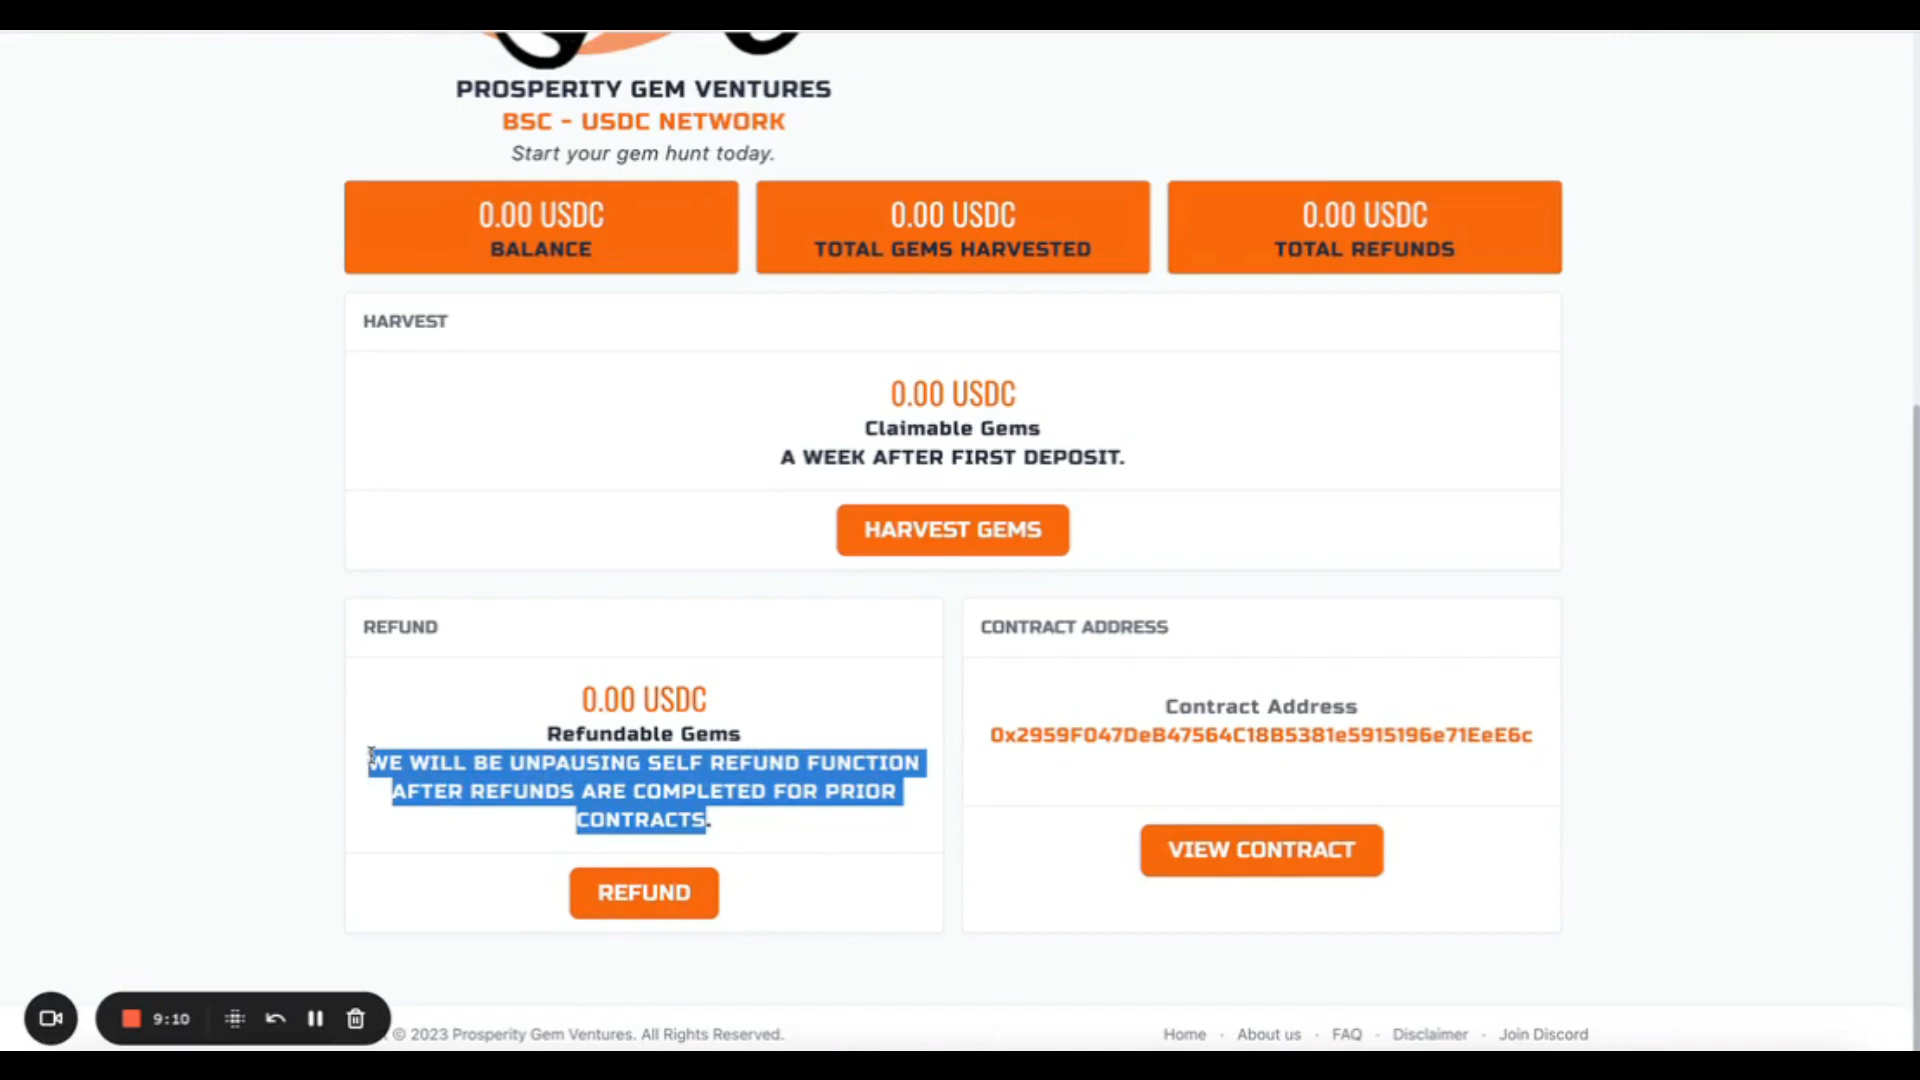 PROSPERITY GEM VENTURES
BSC - USDC NETWORK
Start your gem hunt today.
0.00 USDC
BALANCE
0.00 USDC
TOTAL GEMS HARVESTED
0.00 USDC
TOTAL REFUNDS
HARVEST
0.00 USDC
Claimable Gems
A WEEK AFTER FIRST DEPOSIT.
HARVEST GEMS
REFUND
0.00 USDC
Refundable Gems
WE WILL BE UNPAUSING SELF REFUND FUNCTION
AFTER REFUNDS ARE COMPLETED FOR PRIOR
CONTRACTS.
REFUND
CONTRACT ADDRESS
Contract Address
0x2959F047DeB47564C18B5381e5915196e71EeE6c
VIEW CONTRACT
9:10
© 2023 Prosperity Gem Ventures. All Rights Reserved.
Home · About us · FAQ · Disclaimer · Join Discord